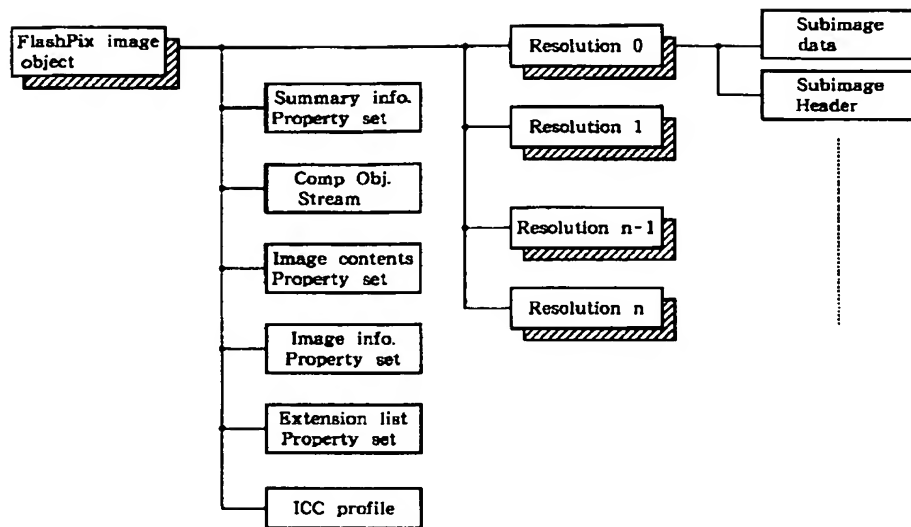 FlashPix image
object
Summary info.
Property set
Comp Obj.
Stream
Image contents
Property set
Image info.
Property set
Extension list
Property set
ICC profile
Resolution 0
Resolution 1
Resolution n-1
Resolution n
Subimage
data
Subimage
Header